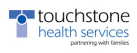 touchstone
health services
partnering with families